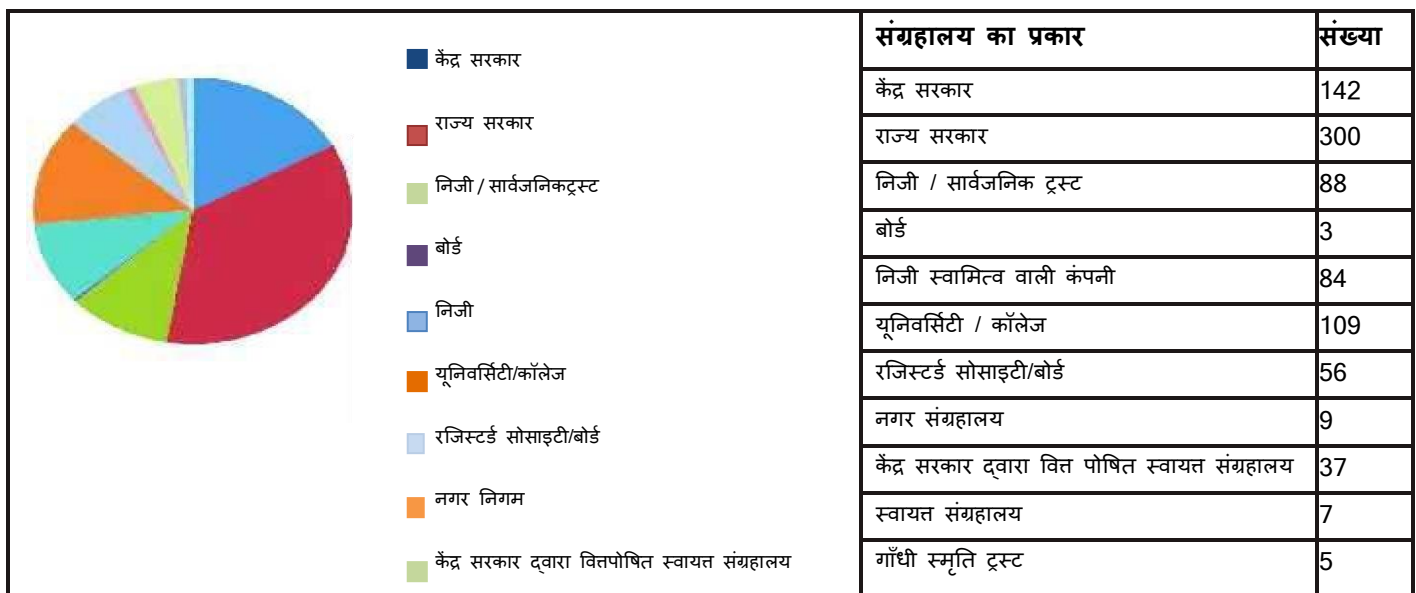 केंद्र सरकार
राज्य सरकार
निजी / सार्वजनिकट्रस्ट
बोर्ड
निजी
यूनिवर्सिटी/कॉलेज
रजिस्टर्ड सोसाइटी/बोर्ड
नगर निगम
केंद्र सरकार द्वारा वित्तपोषित स्वायत्त संग्रहालय
संग्रहालय का प्रकार संख्या
केंद्र सरकार 142
राज्य सरकार 300
निजी / सार्वजनिक ट्रस्ट 88
बोर्ड 3
निजी स्वामित्व वाली कंपनी 84
यूनिवर्सिटी / कॉलेज 109
रजिस्टर्ड सोसाइटी/बोर्ड 56
नगर संग्रहालय 9
केंद्र सरकार द्वारा वित्त पोषित स्वायत्त संग्रहालय 37
स्वायत्त संग्रहालय 7
गाँधी स्मृति ट्रस्ट 5